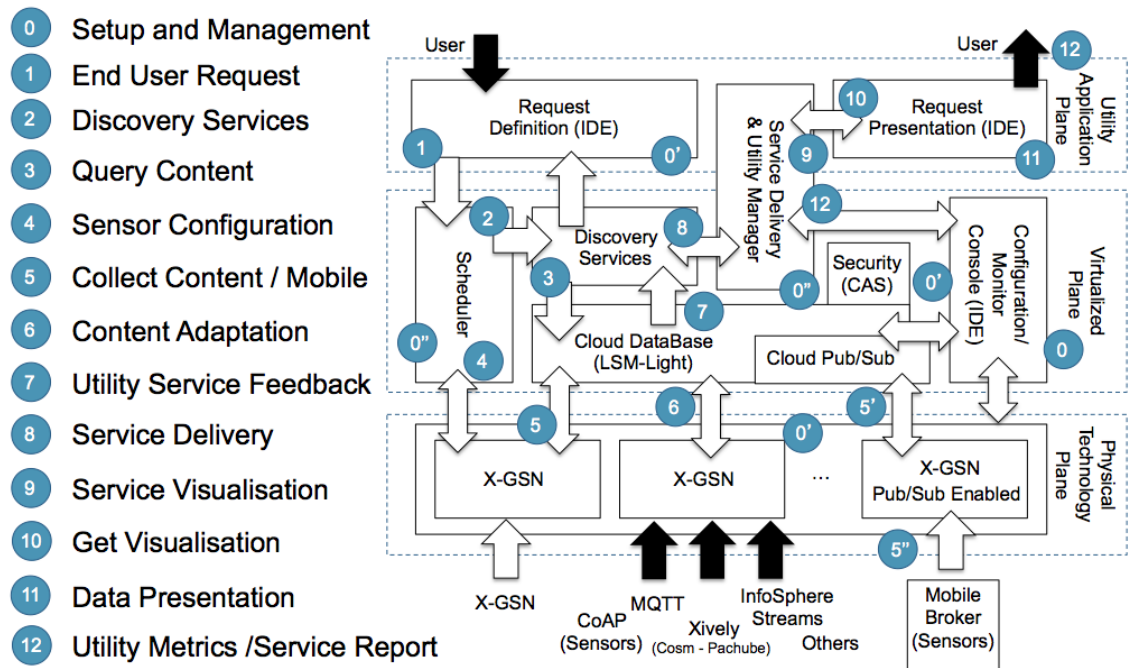 0 Setup and Management
1 End User Request
2 Discovery Services
3 Query Content
4 Sensor Configuration
5 Collect Content / Mobile
6 Content Adaptation
7 Utility Service Feedback
8 Service Delivery
9 Service Visualisation
10 Get Visualisation
11 Data Presentation
12 Utility Metrics /Service Report
User
User
12
Utility
Application
Plane
Request
Definition (IDE)
1
0’
Service Delivery
& Utility Manager
10
9
Request
Presentation (IDE)
11
Scheduler
2
0”
4
Discovery
Services
8
3
7
12
0”
Security
(CAS)
0’
Configuration/
Monitor
Console (IDE)
0
Virtualized
Plane
Cloud DataBase
(LSM-Light)
Cloud Pub/Sub
5
6
5’
0’
X-GSN
X-GSN
...
X-GSN
Pub/Sub Enabled
Physical
Technology
Plane
5”
X-GSN
MQTT
CoAP
(Sensors)
Xively
(Cosm - Pachube)
InfoSphere
Streams
Others
Mobile
Broker
(Sensors)